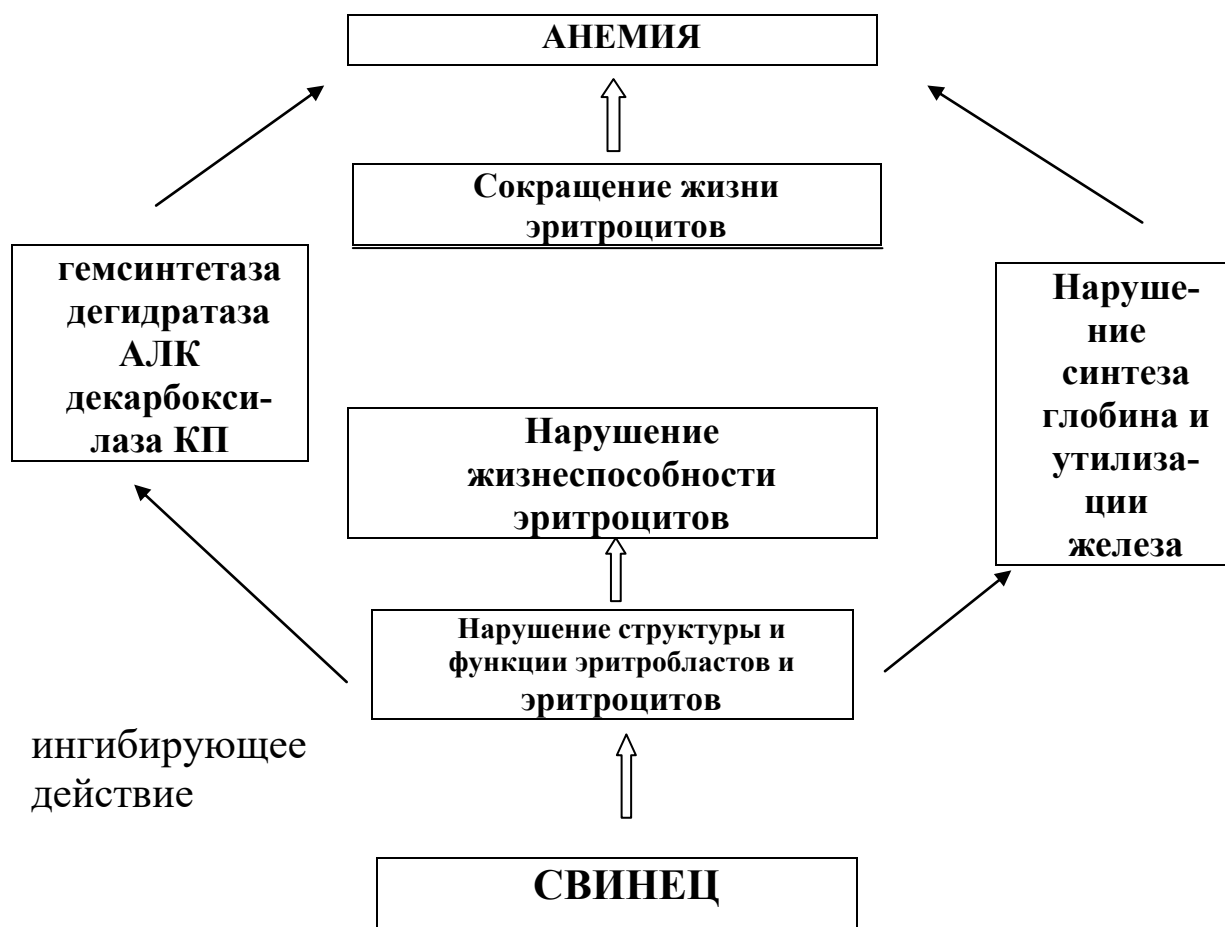 АНЕМИЯ
Сокращение жизни
эритроцитов
гемсинтетаза
дегидратаза
АЛК
декарбокси-
лаза КП
Наруше-
ние
синтеза
глобина и
утилиза-
ции
железа
Нарушение
жизнеспособности
эритроцитов
Нарушение структуры и
функции эритробластов и
эритроцитов
ингибирующее
действие
СВИНЕЦ